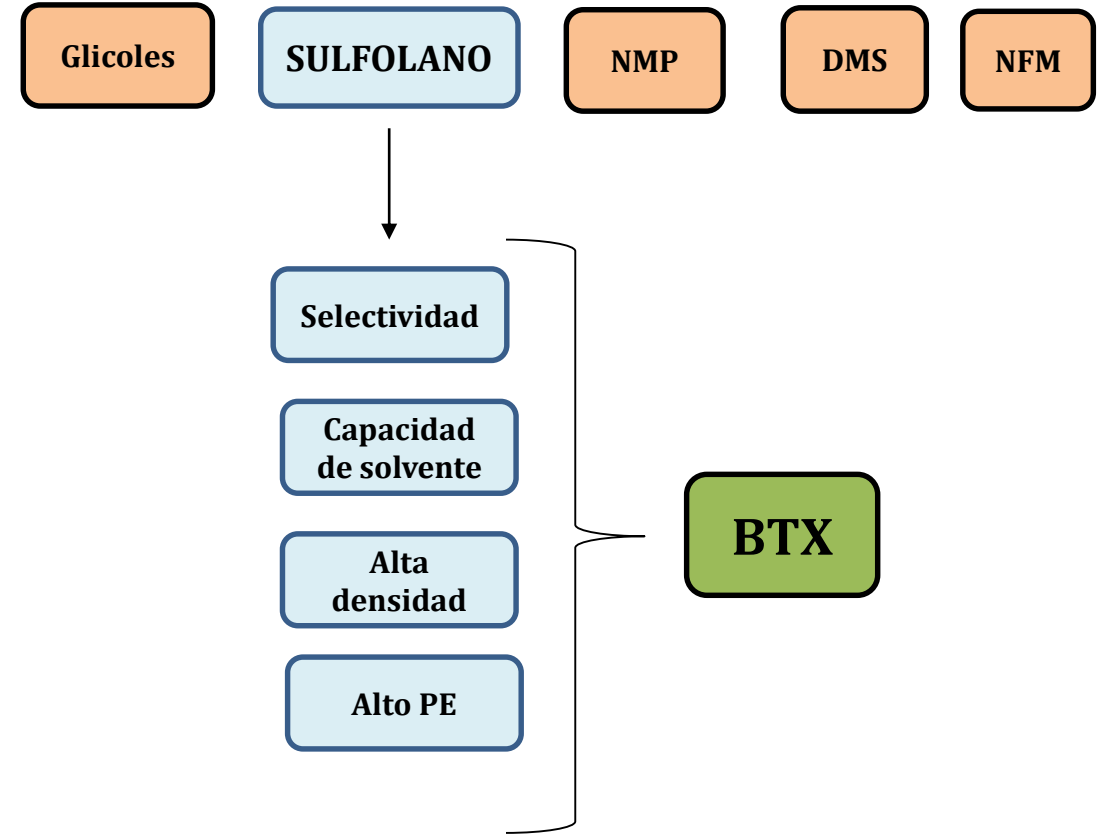 Glicoles
SULFOLANO
NMP
DMS
NFM
Selectividad
Capacidad
de solvente
Alta
densidad
Alto PE
BTX